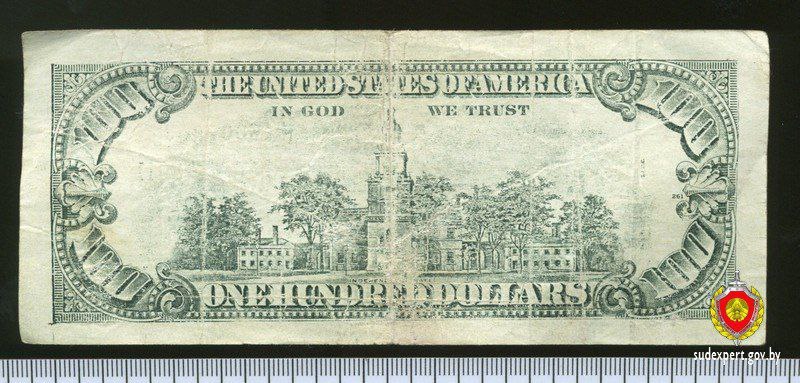 THE UNITED STATES OF AMERICA
100
100
IN GOD WE TRUST
261
100
100
ONE HUNDRED DOLLARS
sudexpert.gov.by